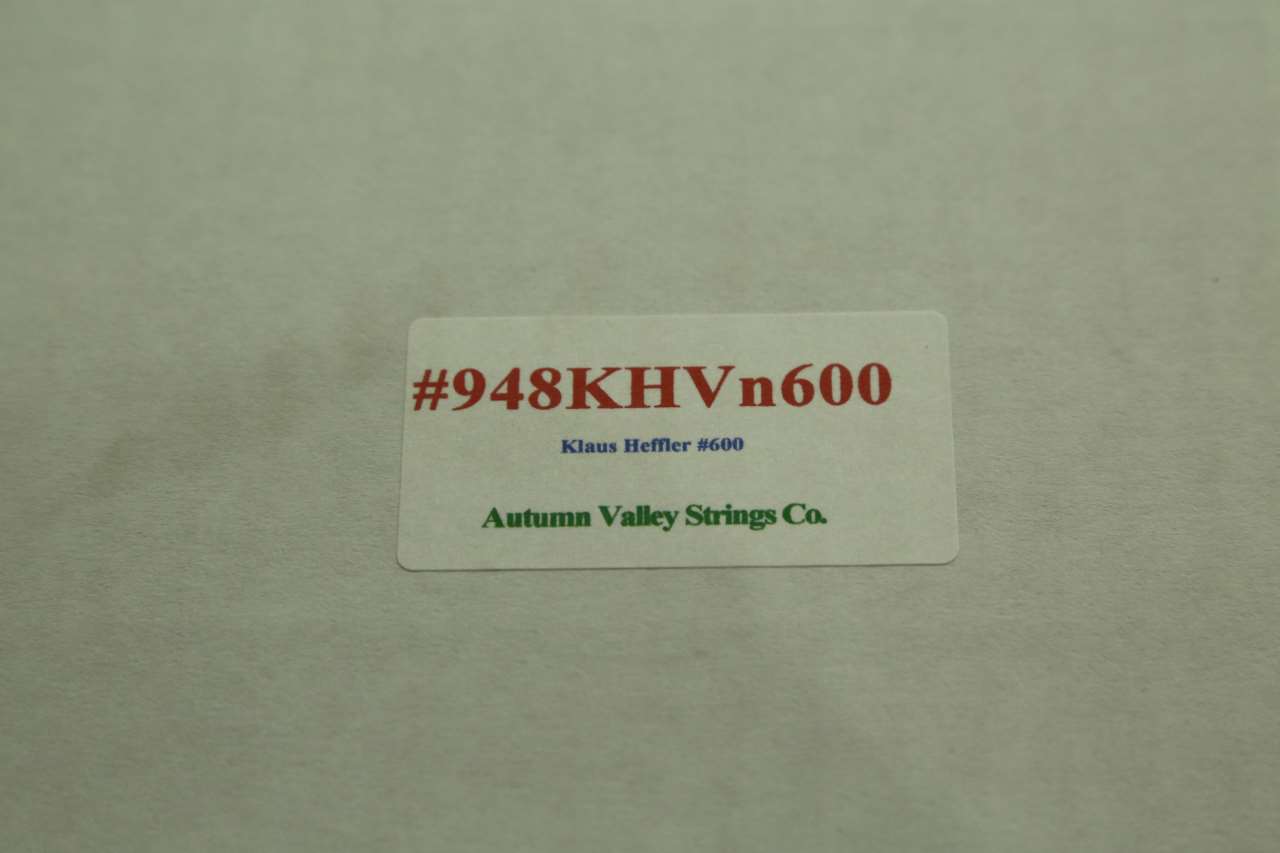 #948KHVn600
Klaus Heffler #600
Autumn Valley Strings Co.